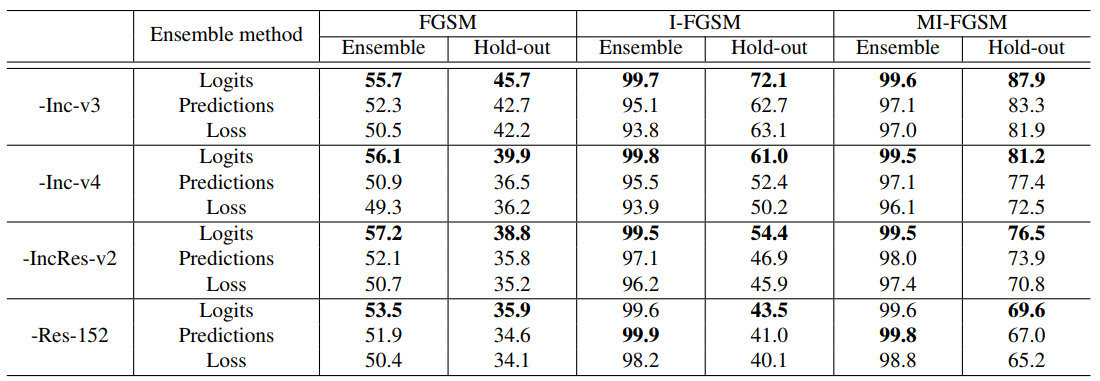 Ensemble method FGSM I-FGSM MI-FGSM
Ensemble Hold-out Ensemble Hold-out Ensemble Hold-out
-Inc-v3 Logits 55.7 45.7 99.7 72.1 99.6 87.9
Predictions 52.3 42.7 95.1 62.7 97.1 83.3
Loss 50.5 42.2 93.8 63.1 97.0 81.9
-Inc-v4 Logits 56.1 39.9 99.8 61.0 99.5 81.2
Predictions 50.9 36.5 95.5 52.4 97.1 77.4
Loss 49.3 36.2 93.9 50.2 96.1 72.5
-IncRes-v2 Logits 57.2 38.8 99.5 54.4 99.5 76.5
Predictions 52.1 35.8 97.1 46.9 98.0 73.9
Loss 50.7 35.2 96.2 45.9 97.4 70.8
-Res-152 Logits 53.5 35.9 99.6 43.5 99.6 69.6
Predictions 51.9 34.6 99.9 41.0 99.8 67.0
Loss 50.4 34.1 98.2 40.1 98.8 65.2